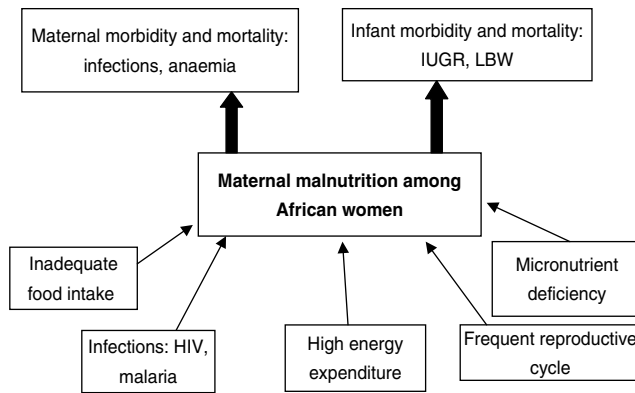 Maternal morbidity and mortality:
infections, anaemia
Infant morbidity and mortality:
IUGR, LBW
Maternal malnutrition among
African women
Inadequate
food intake
Infections: HIV,
malaria
High energy
expenditure
Frequent reproductive
cycle
Micronutrient
deficiency